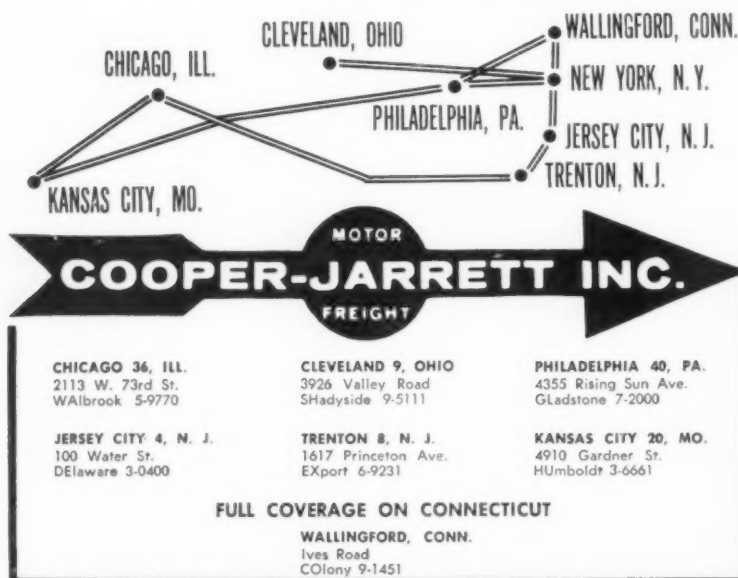 WALLINGFORD, CONN.
CLEVELAND, OHIO
CHICAGO, ILL.
NEW YORK, N.Y.
PHILADELPHIA, PA.
JERSEY CITY, N.J.
TRENTON, N.J.
KANSAS CITY, MO.
MOTOR
COOPER-JARRETT INC.
FREIGHT
CHICAGO 36, ILL.
2113 W. 73rd St.
WAlbrook 5-9770
CLEVELAND 9, OHIO
3926 Valley Road
SHadyside 9-5111
PHILADELPHIA 40, PA.
4355 Rising Sun Ave.
GLadstone 7-2000
JERSEY CITY 4, N. J.
100 Water St.
DElaware 3-0400
TRENTON 8, N. J.
1617 Princeton Ave.
EXport 6-9231
KANSAS CITY 20, MO.
4910 Gardner St.
HUmboldt 3-6661
FULL COVERAGE ON CONNECTICUT
WALLINGFORD, CONN.
Ives Road
COlony 9-1451